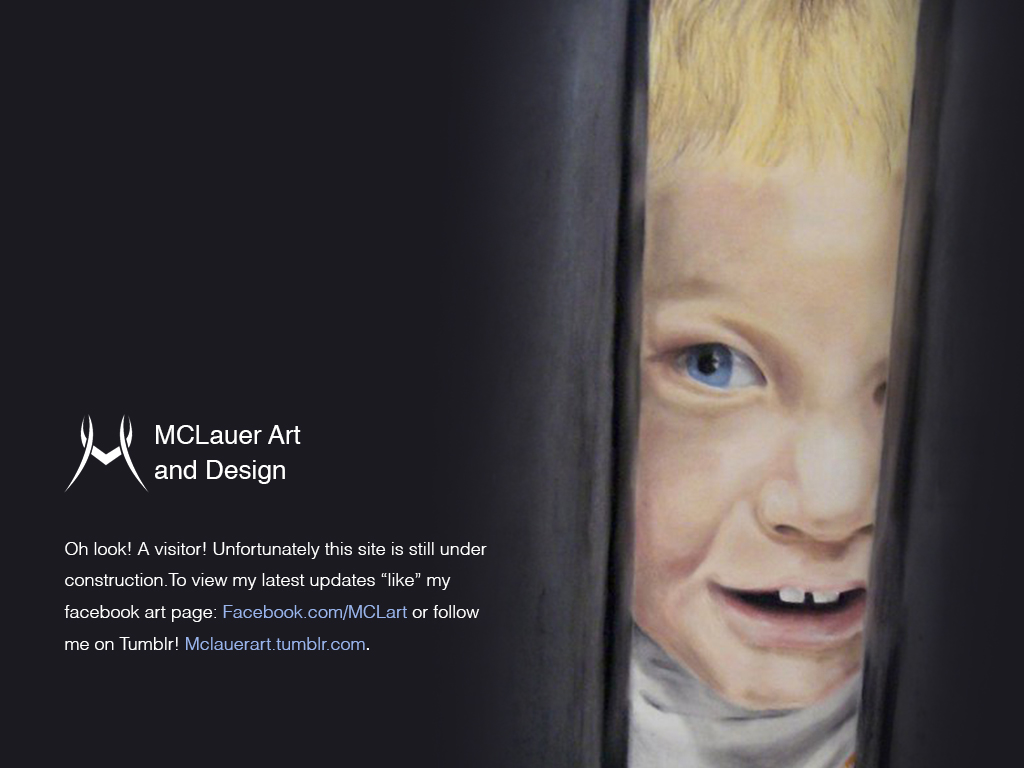 MCLauer Art
and Design
Oh look! A visitor! Unfortunately this site is still under
construction.To view my latest updates “like” my
facebook art page: Facebook.com/MCLart or follow
me on Tumblr! Mclauerart.tumblr.com.